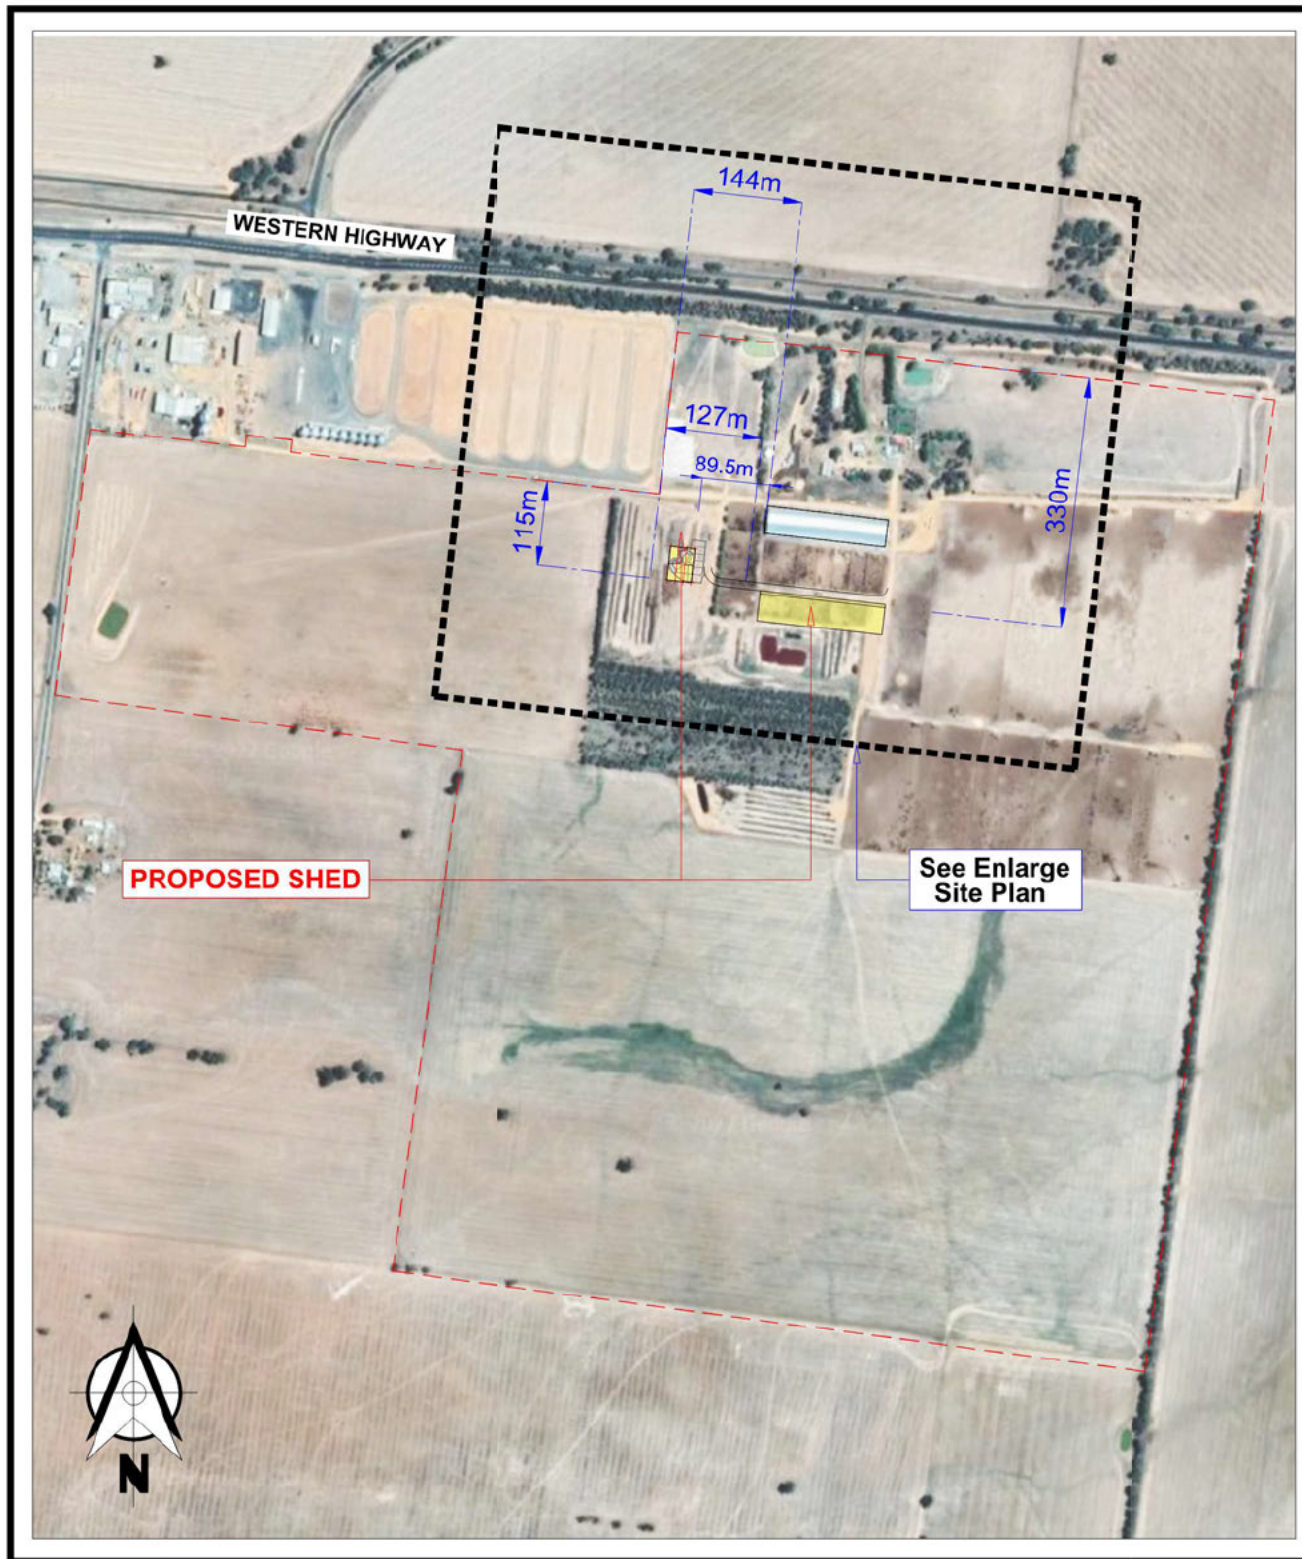 144m
WESTERN HIGHWAY
127m
89.5m
115m
330m
PROPOSED SHED
See Enlarge
Site Plan
N